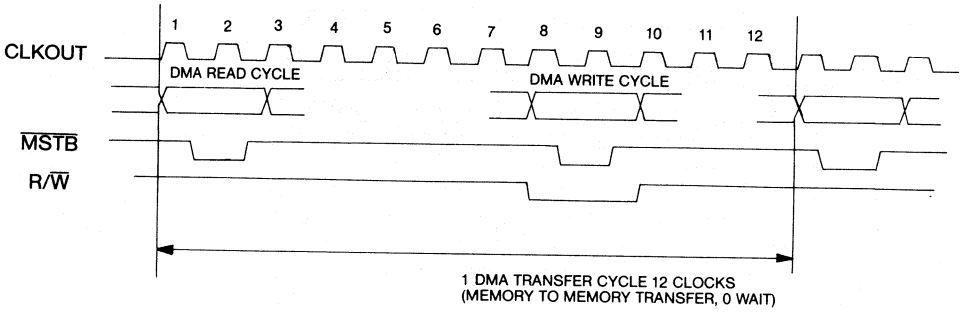 1 2 3 4 5 6 7 8 9 10 11 12
CLKOUT
DMA READ CYCLE DMA WRITE CYCLE
MSTB
R/W
1 DMA TRANSFER CYCLE 12 CLOCKS
(MEMORY TO MEMORY TRANSFER, 0 WAIT)